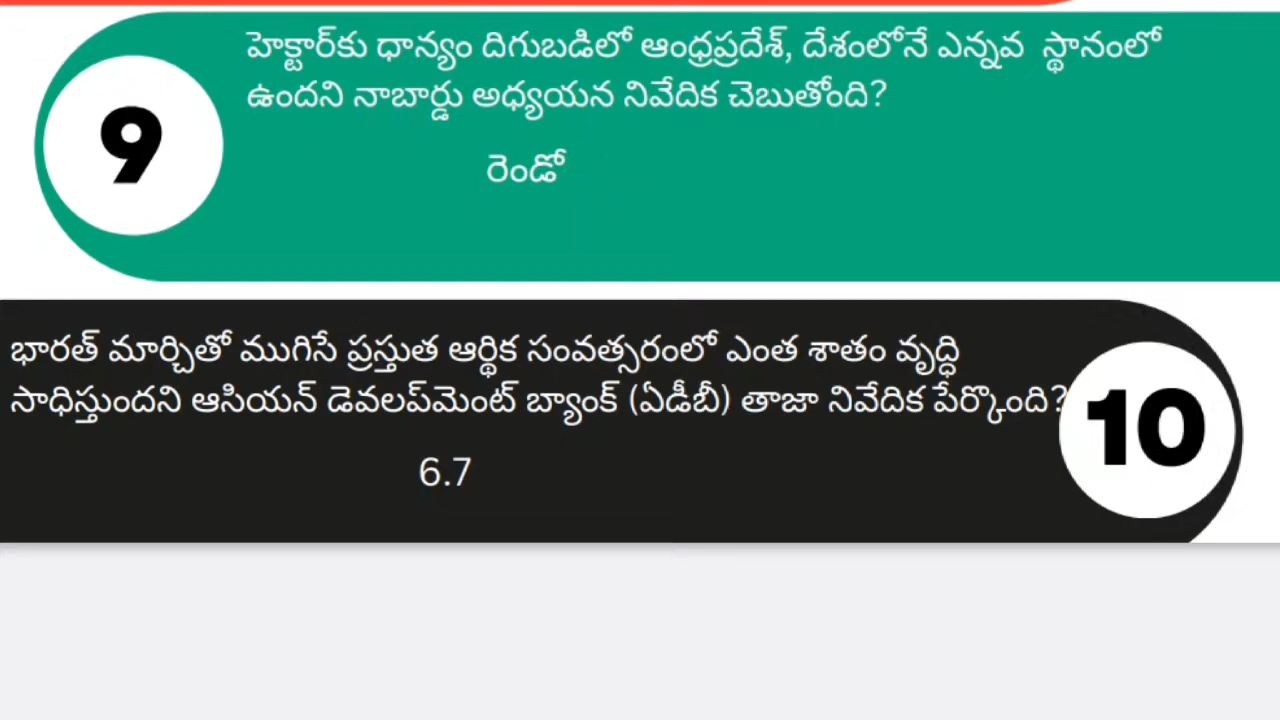 9
హెక్టార్‌కు ధాన్యం దిగుబడిలో ఆంధ్రప్రదేశ్, దేశంలోనే ఎన్నవ స్థానంలో
ఉందని నాబార్డు అధ్యయన నివేదిక చెబుతోంది?
రెండో
భారత్ మార్చితో ముగిసే ప్రస్తుత ఆర్థిక సంవత్సరంలో ఎంత శాతం వృద్ధి
సాధిస్తుందని ఆసియన్ డెవలప్‌మెంట్ బ్యాంక్ (ఏడీబీ) తాజా నివేదిక పేర్కొంది?
10
6.7